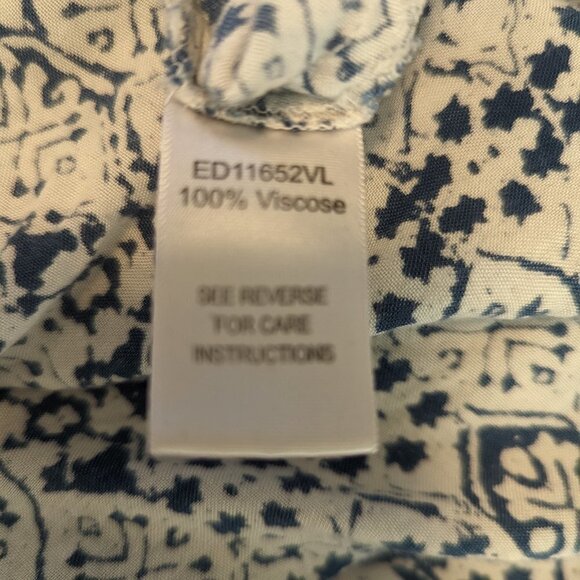 ED11652VL
100% Viscose
SEE REVERSE
FOR CARE
INSTRUCTIONS